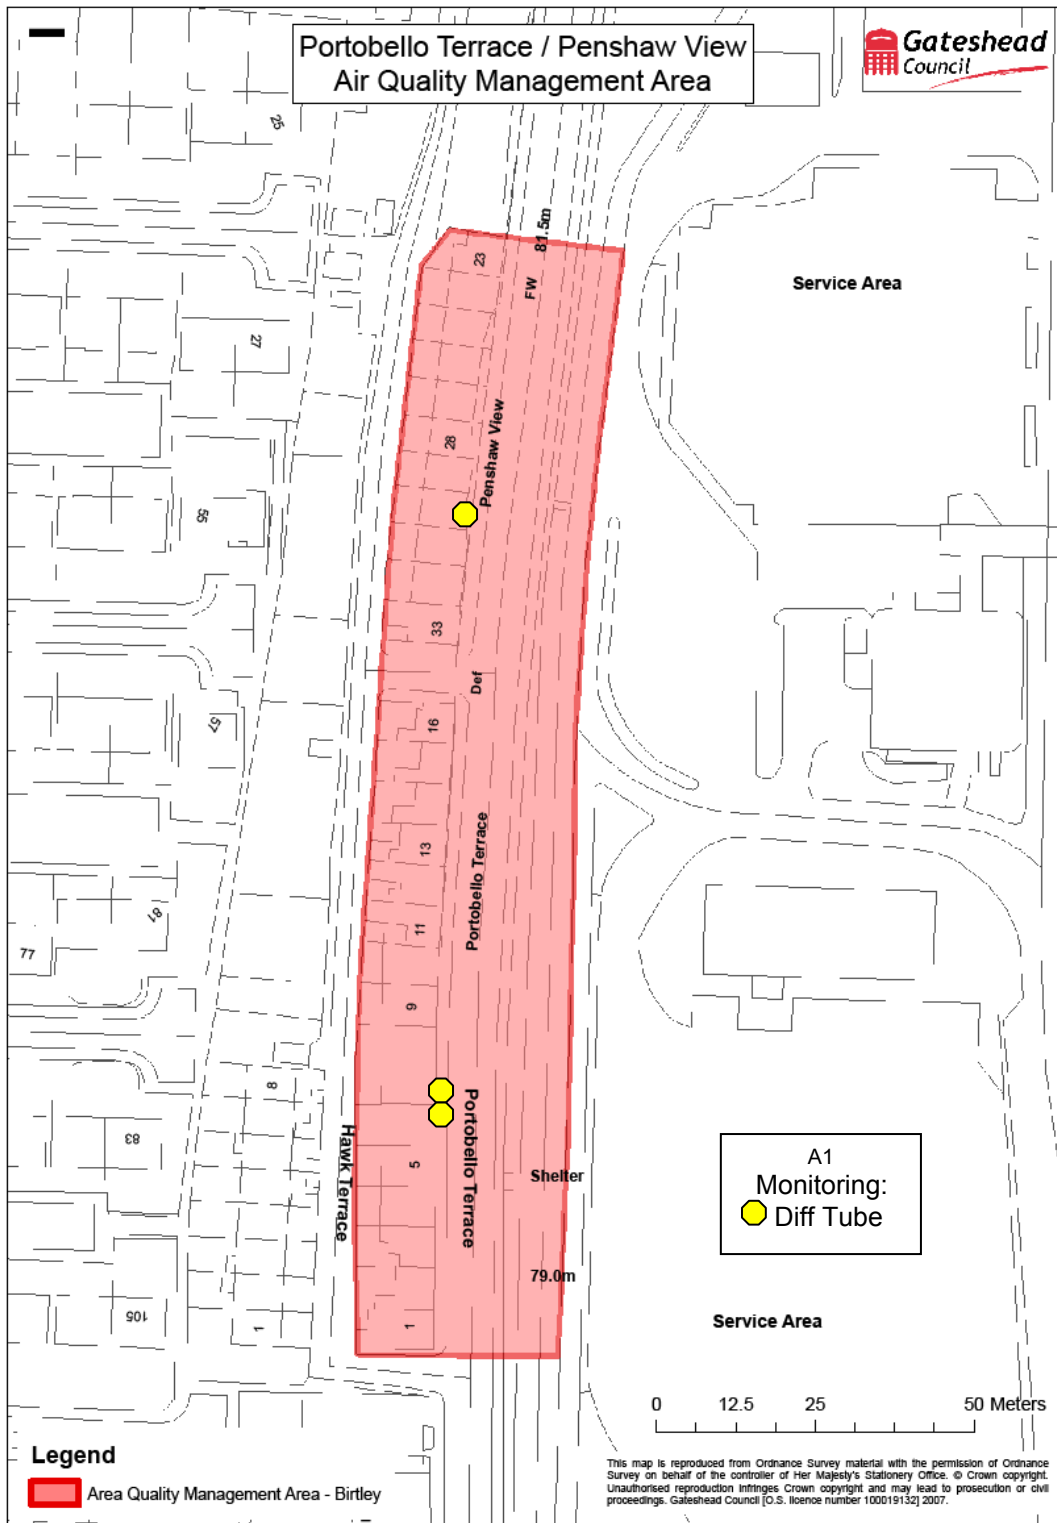 Portobello Terrace / Penshaw View
Air Quality Management Area
Gateshead
Council
25
81.5m
23
FW
Service Area
27
28
Penshaw View
55
33
Def
16
57
13
Portobello Terrace
81
11
77
9
8
Portobello Terrace
83
Hawk Terrace
5
Shelter
A1
Monitoring:
Diff Tube
79.0m
105
1
1
Service Area
0 12.5 25 50 Meters
Legend
Area Quality Management Area - Birtley
This map is reproduced from Ordnance Survey material with the permission of Ordnance
Survey on behalf of the controller of Her Majesty's Stationery Office. © Crown copyright.
Unauthorised reproduction infringes Crown copyright and may lead to prosecution or civil
proceedings. Gateshead Council [O.S. licence number 100019132] 2007.